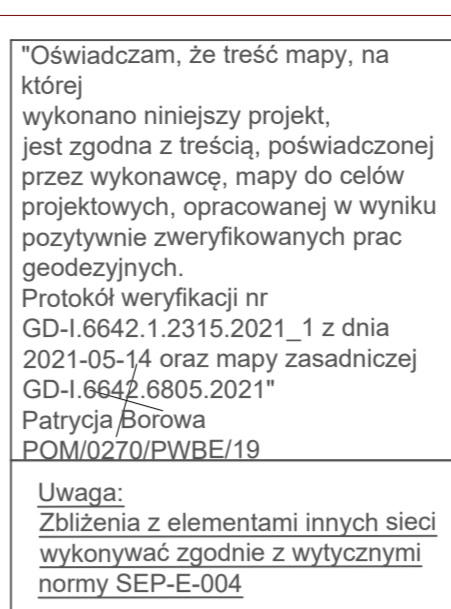 "Oświadczam, że treść mapy, na
której
wykonano niniejszy projekt,
jest zgodna z treścią, poświadczonej
przez wykonawcę, mapy do celów
projektowych, opracowanej w wyniku
pozytywnie zweryfikowanych prac
geodezyjnych.
Protokół weryfikacji nr
GD-I.6642.1.2315.2021_1 z dnia
2021-05-14 oraz mapy zasadniczej
GD-I.6642.6805.2021"
Patrycja Borowa
POM/0270/PWBE/19
Uwaga:
Zbliżenia z elementami innych sieci
wykonywać zgodnie z wytycznymi
normy SEP-E-004